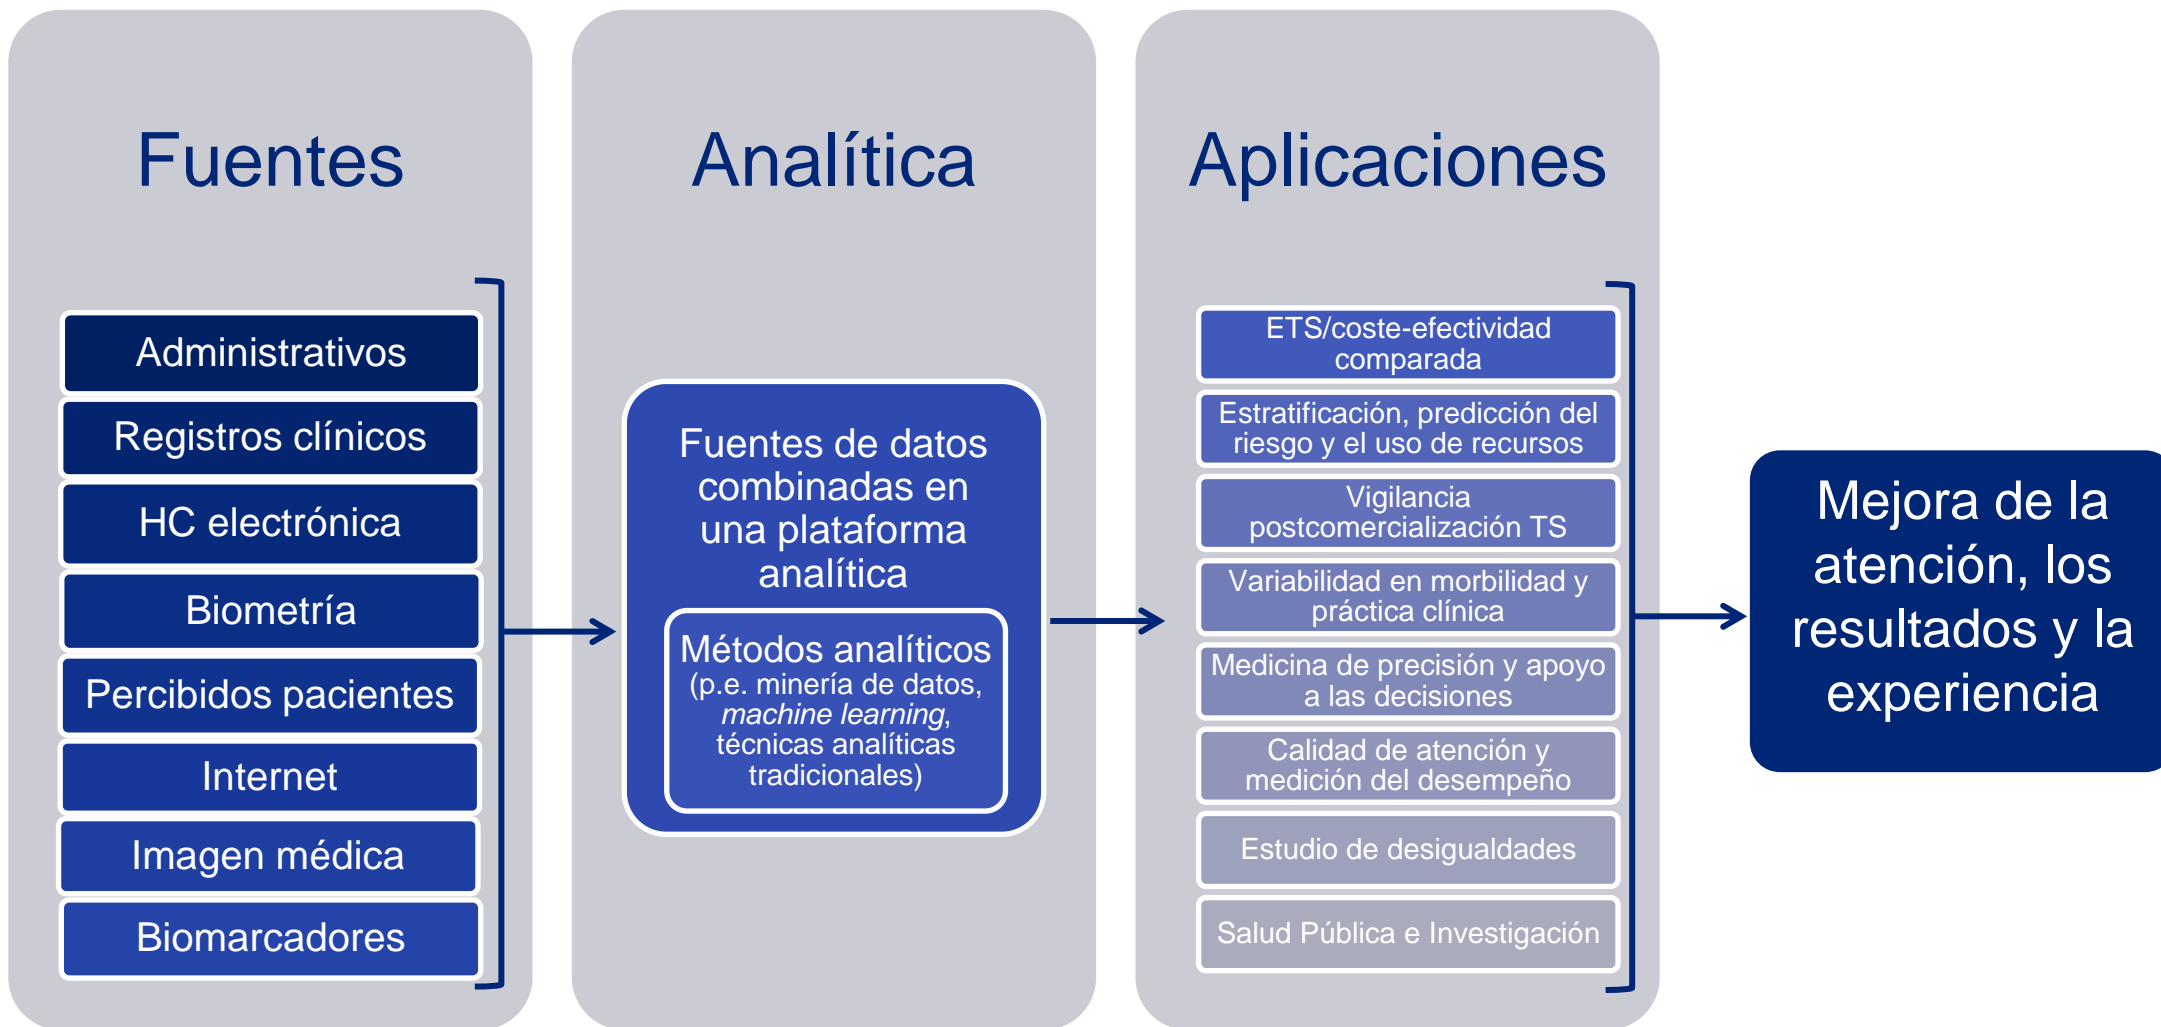 Fuentes
Administrativos
Registros clínicos
HC electrónica
Biometría
Percibidos pacientes
Internet
Imagen médica
Biomarcadores
Analítica
Fuentes de datos
combinadas en
una plataforma
analítica
Métodos analíticos
(p.e. minería de datos,
machine learning,
técnicas analíticas
tradicionales)
Aplicaciones
ETS/coste-efectividad
comparada
Estratificación, predicción del
riesgo y el uso de recursos
Vigilancia
postcomercialización TS
Variabilidad en morbilidad y
práctica clínica
Medicina de precisión y apoyo
a las decisiones
Calidad de atención y
medición del desempeño
Estudio de desigualdades
Salud Pública e Investigación
Mejora de la
atención, los
resultados y la
experiencia